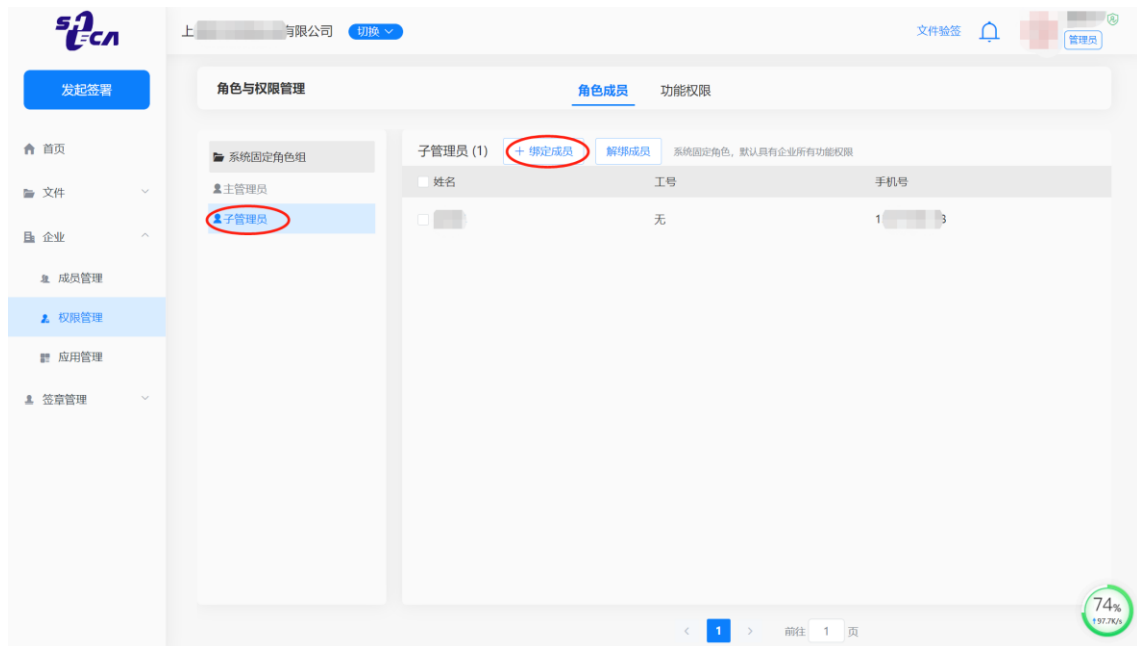 上 有限公司 切换 文件验签
管理员
发起签署
角色与权限管理 角色成员 功能权限
首页
文件
企业
成员管理
权限管理
应用管理
签章管理
系统固定角色组
主管理员
子管理员
子管理员 (1) + 绑定成员 解绑成员 系统固定角色，默认具有企业所有功能权限
姓名 工号 手机号
无 1 3
< 1 > 前往 1 页
74%
↑97.7K/s